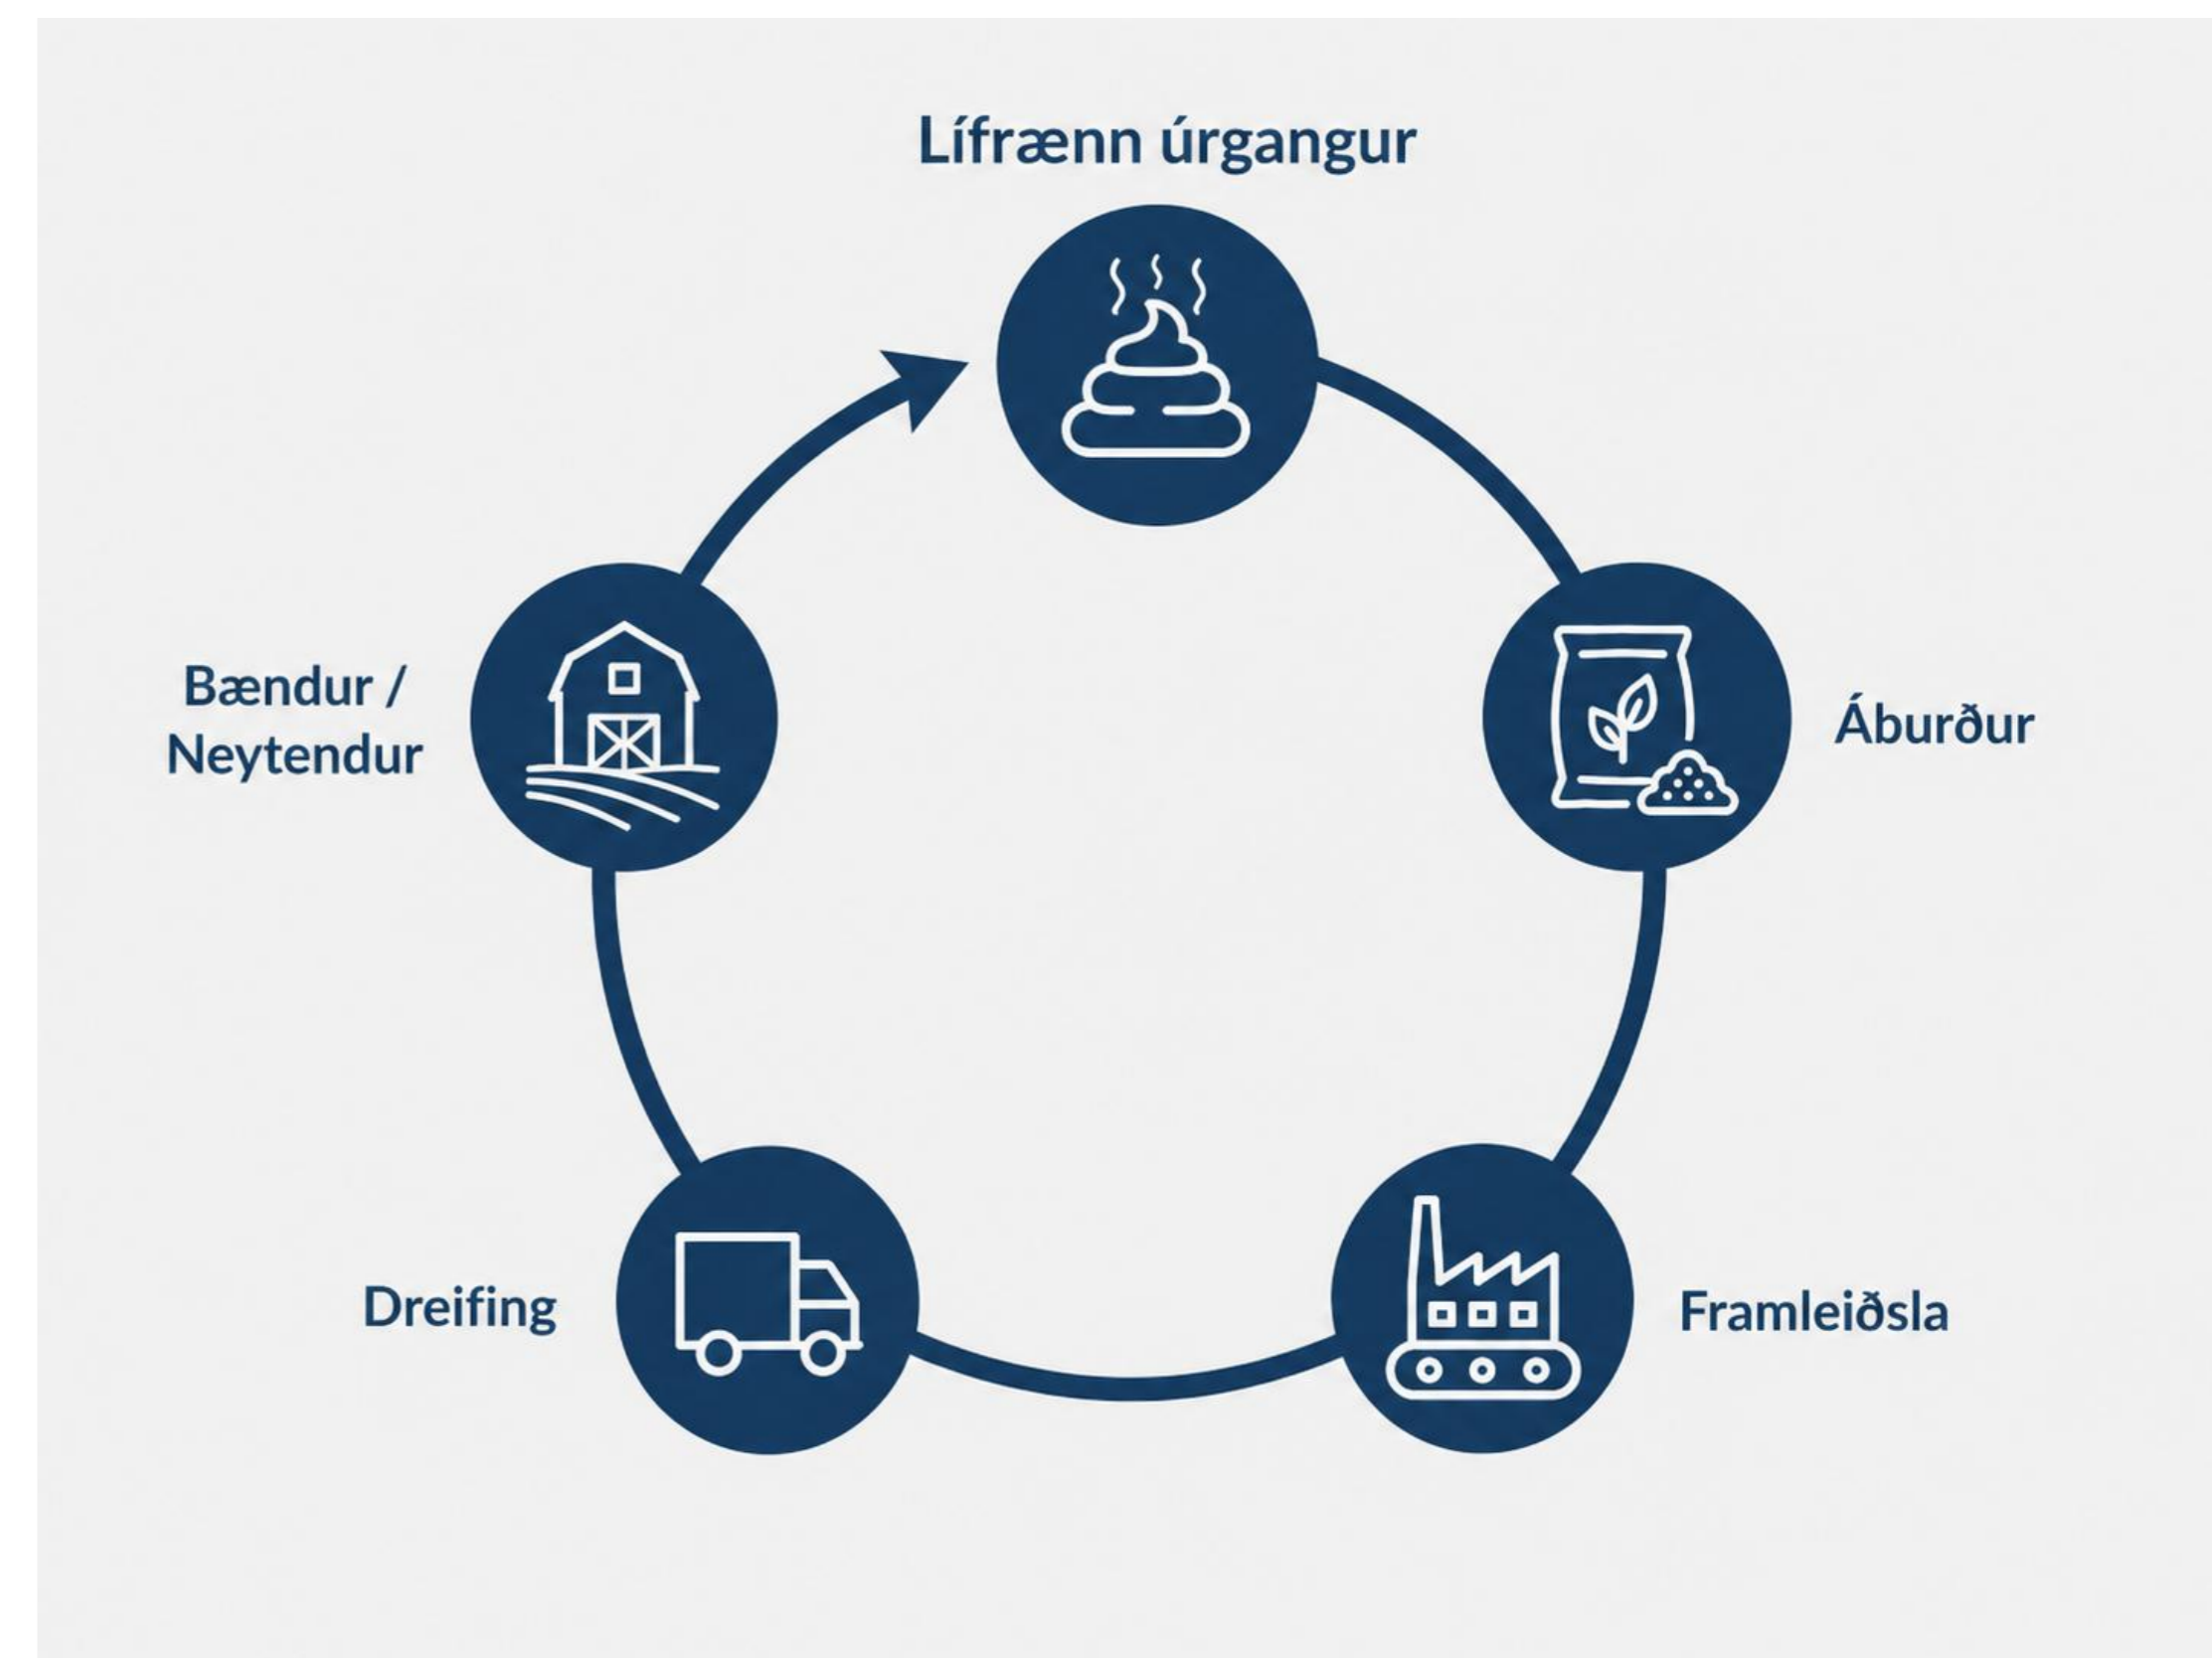 Lífrænn úrgangur
Áburður
Framleiðsla
Dreifing
Bændur /
Neytendur